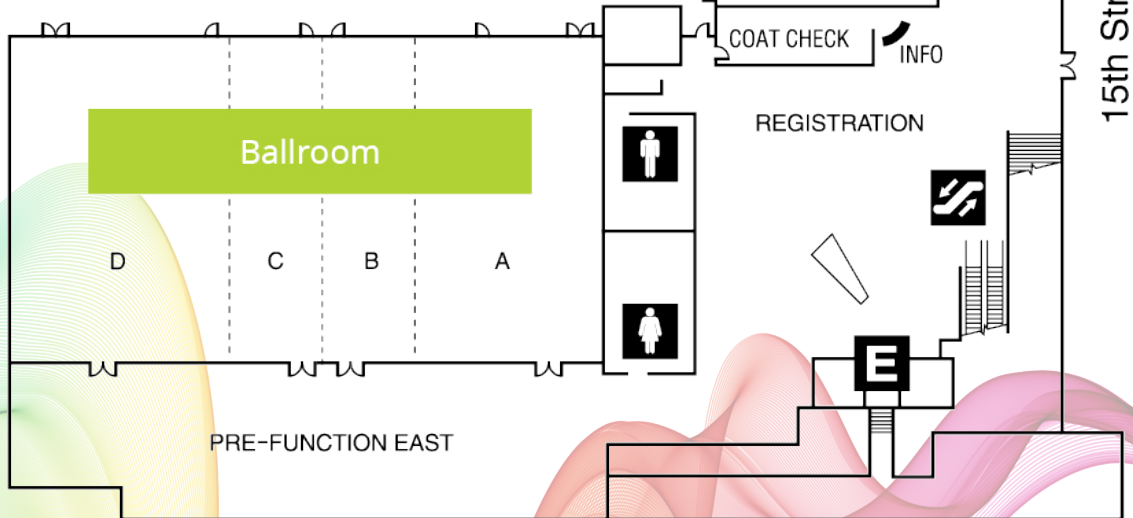 COAT CHECK
INFO
15th Str
REGISTRATION
Ballroom
D
C
B
A
E
PRE-FUNCTION EAST